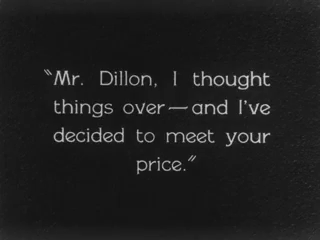 "Mr. Dillon, I thought
things over—and I've
decided to meet your
price."